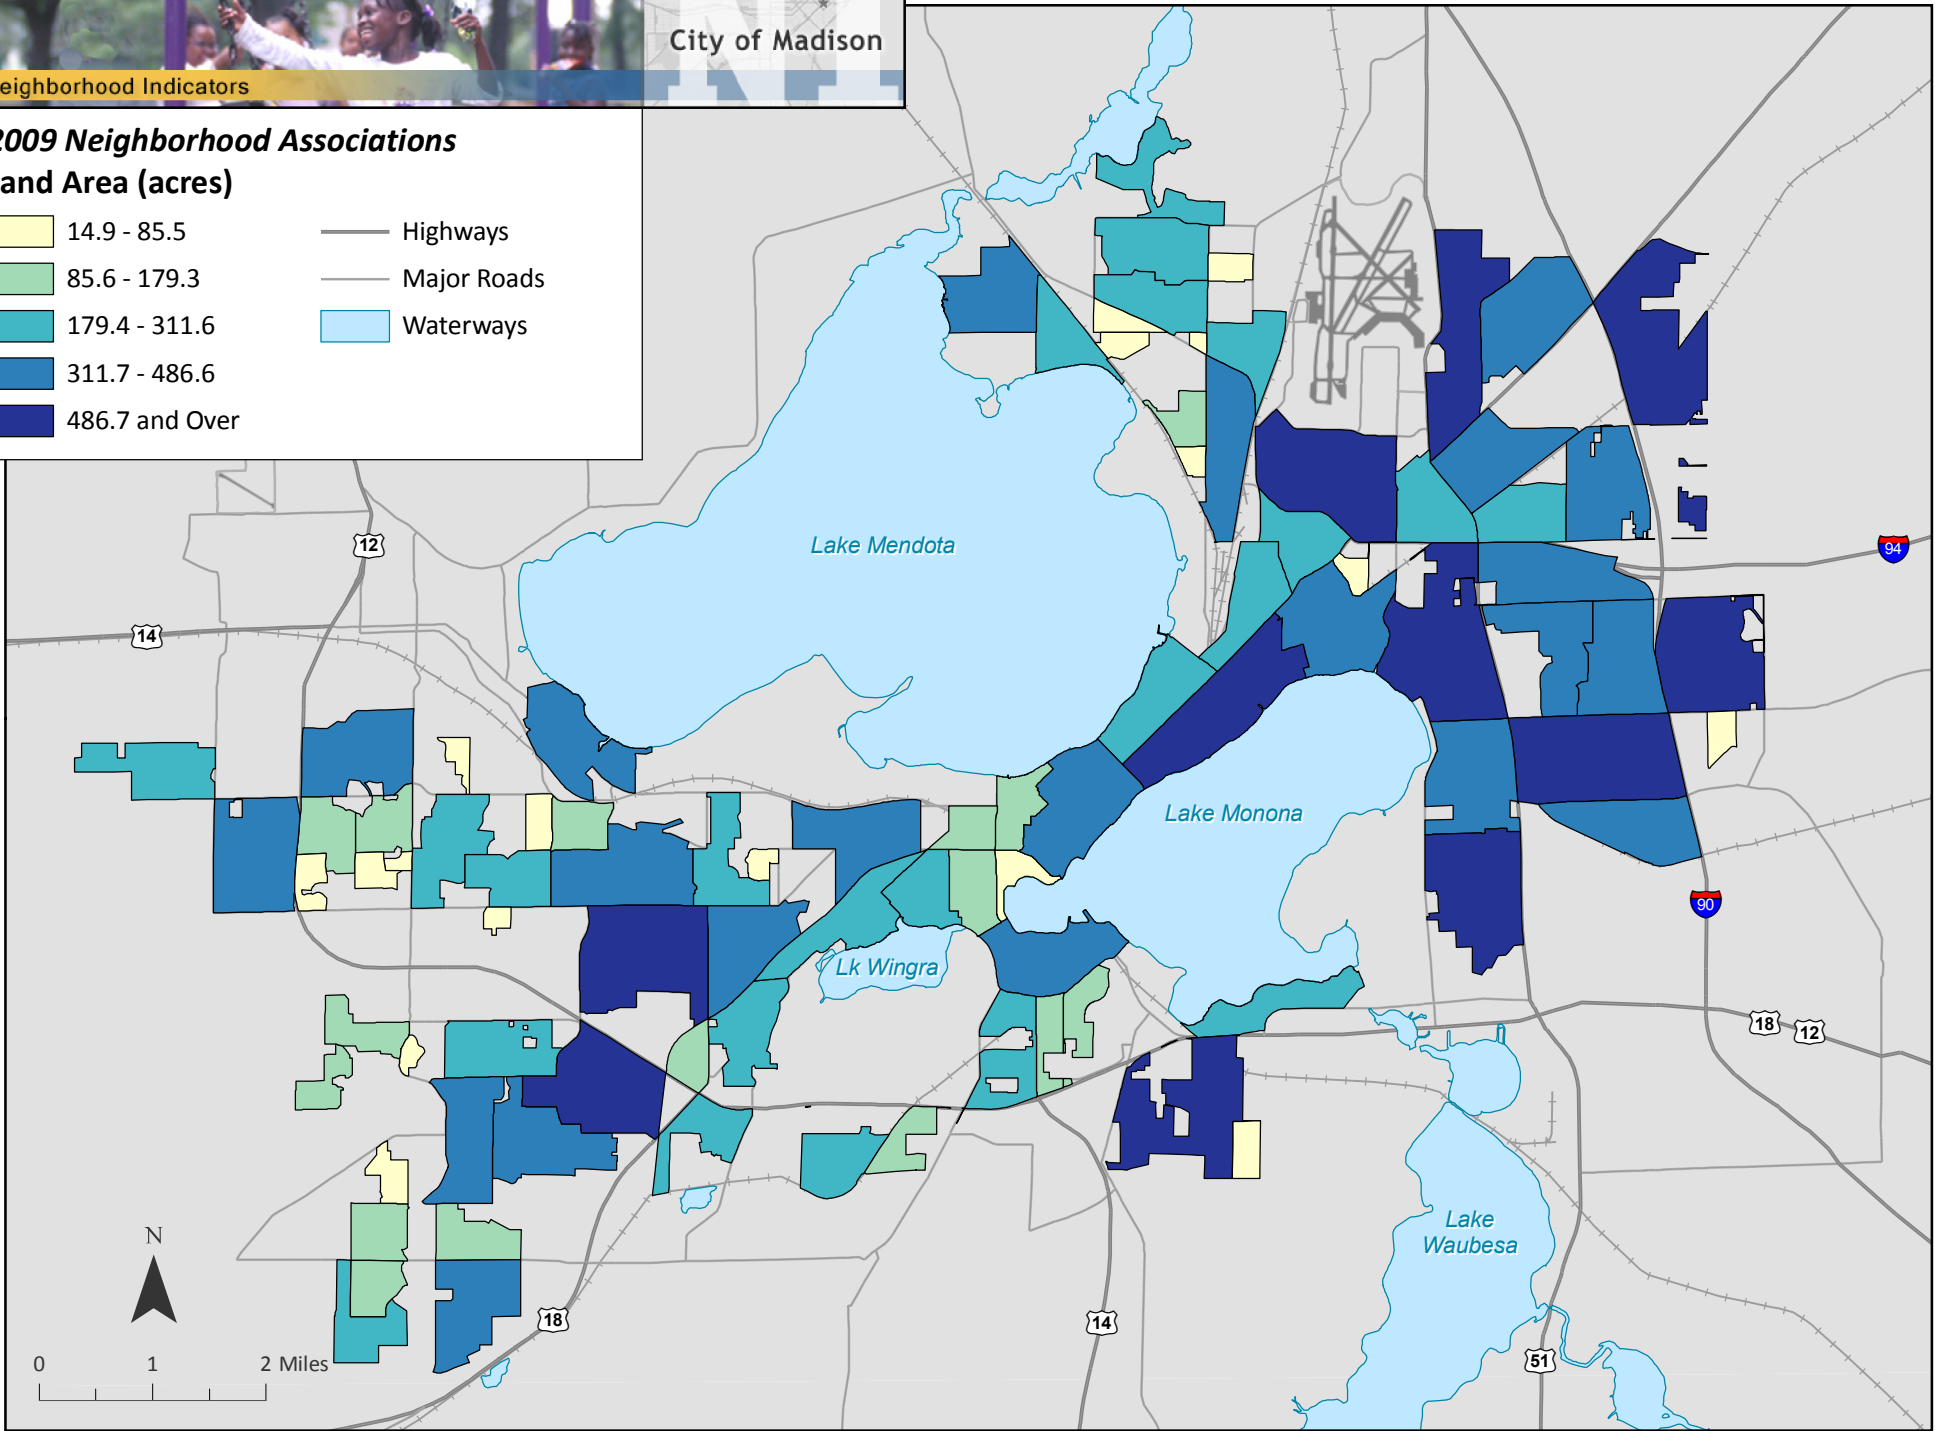 City of Madison
eighborhood Indicators
2009 Neighborhood Associations
and Area (acres)
14.9 - 85.5
85.6 - 179.3
179.4 - 311.6
311.7 - 486.6
486.7 and Over
Highways
Major Roads
Waterways
12
14
Lake Mendota
94
Lake Monona
90
Lk Wingra
18
12
Lake
Waubesa
N
18
14
51
0 1 2 Miles